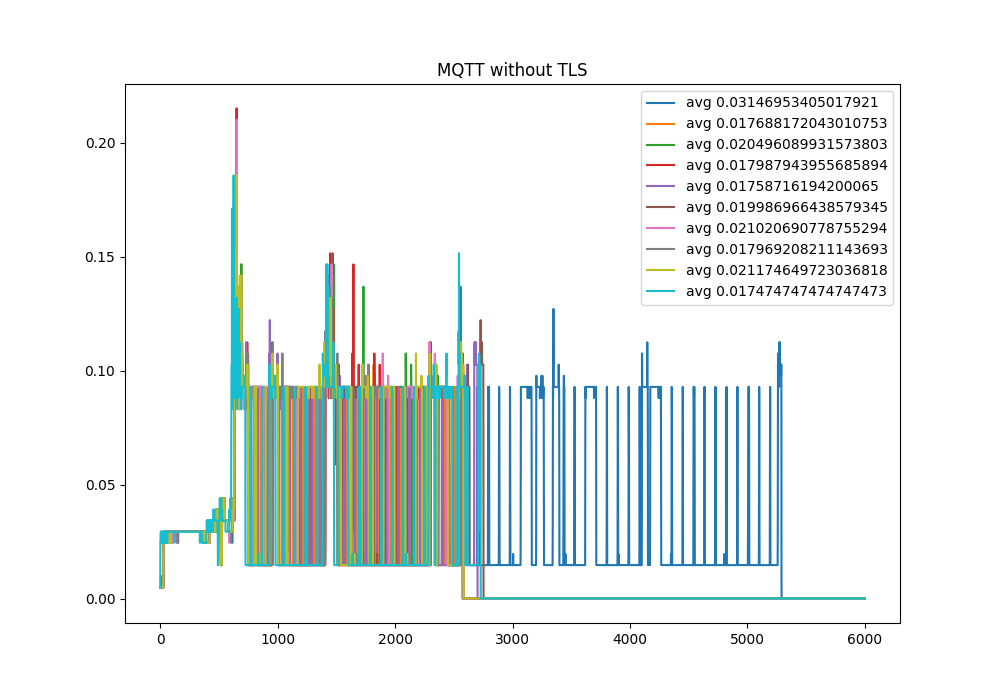 MQTT without TLS
avg 0.03146953405017921
avg 0.017688172043010753
avg 0.020496089931573803
avg 0.017987943955685894
avg 0.01758716194200065
avg 0.019986966438579345
avg 0.021020690778755294
avg 0.017969208211143693
avg 0.021174649723036818
avg 0.017474747474747473
0.20
0.15
0.10
0.05
0.00
0 1000 2000 3000 4000 5000 6000